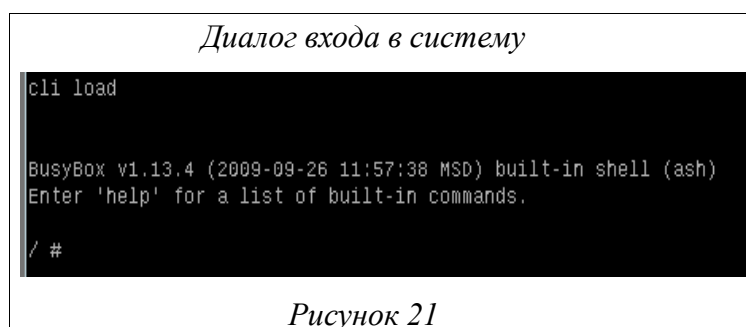 Диалог входа в систему
cli load
BusyBox v1.13.4 (2009-09-26 11:57:38 MSD) built-in shell (ash)
Enter 'help' for a list of built-in commands.
/ #
Рисунок 21